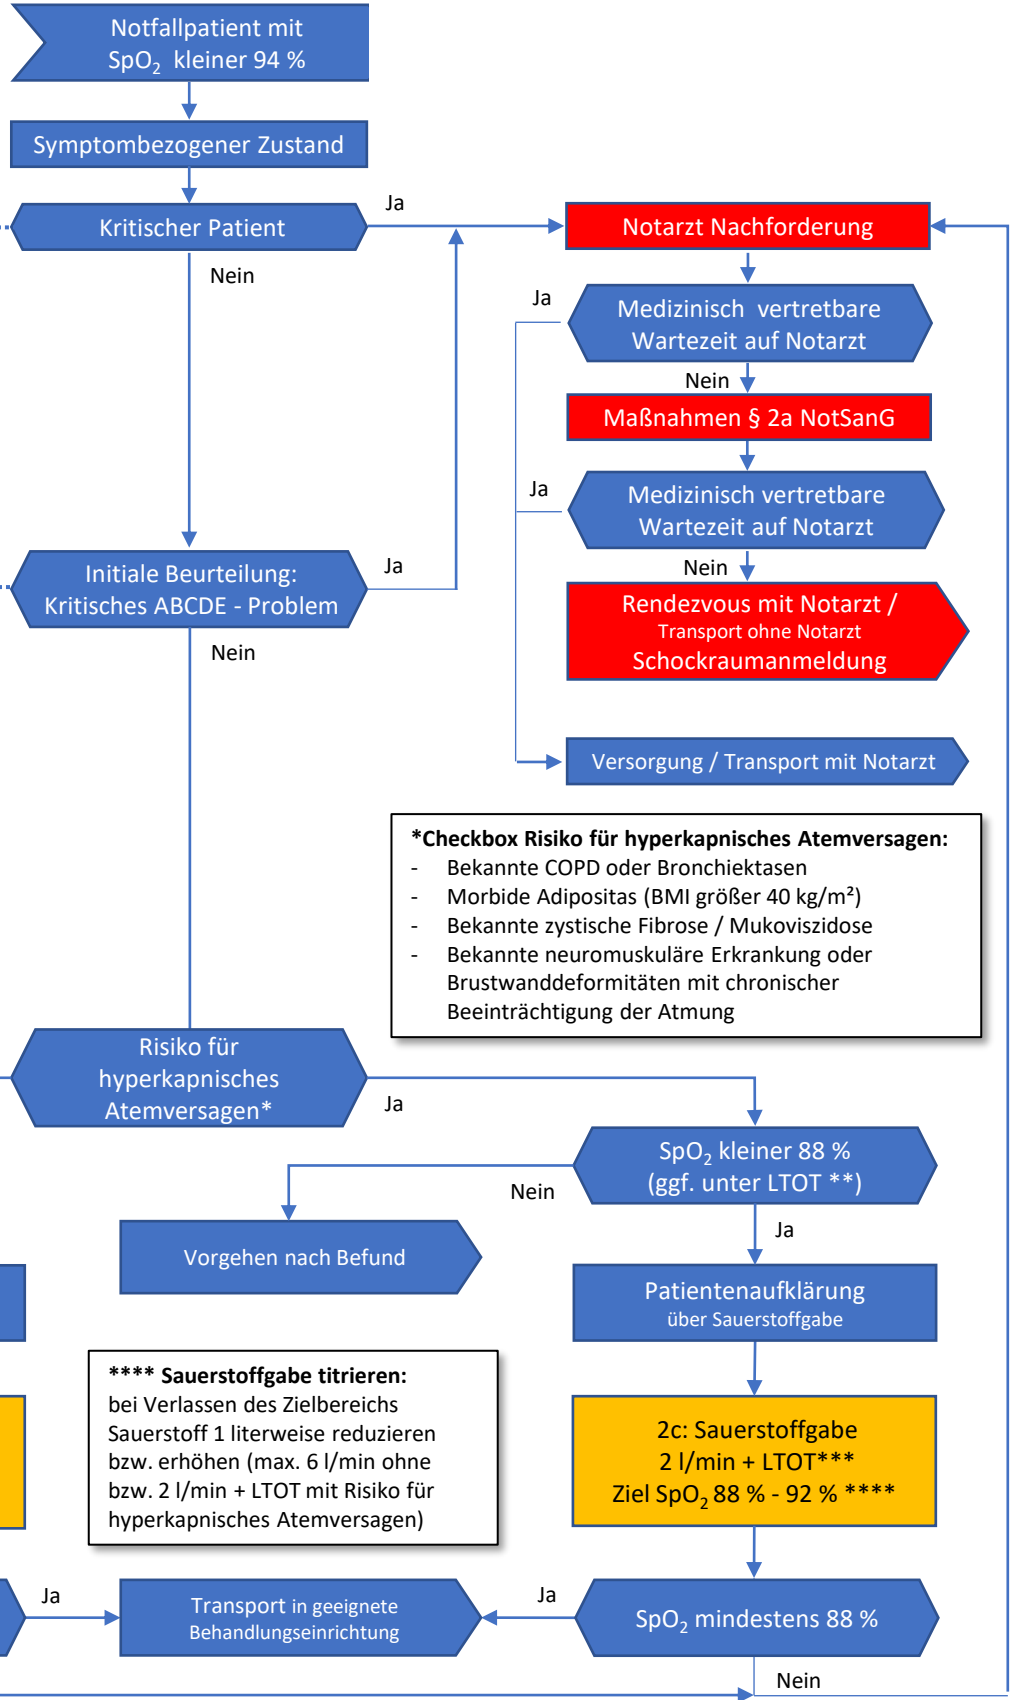 Notfallpatient mit
SpO₂ kleiner 94 %
Symptombezogener Zustand
Kritischer Patient
Ja
Nein
Notarzt Nachforderung
Ja
Medizinisch vertretbare
Wartezeit auf Notarzt
Nein
Maßnahmen § 2a NotSanG
Ja
Medizinisch vertretbare
Wartezeit auf Notarzt
Nein
Rendezvous mit Notarzt /
Transport ohne Notarzt
Schockraumanmeldung
Versorgung / Transport mit Notarzt
Initiale Beurteilung:
Kritisches ABCDE - Problem
Ja
Nein
*Checkbox Risiko für hyperkapnisches Atemversagen:
- Bekannte COPD oder Bronchiektasen
- Morbide Adipositas (BMI größer 40 kg/m²)
- Bekannte zystische Fibrose / Mukoviszidose
- Bekannte neuromuskuläre Erkrankung oder
Brustwanddeformitäten mit chronischer
Beeinträchtigung der Atmung
Risiko für
hyperkapnisches
Atemversagen*
Ja
SpO₂ kleiner 88 %
(ggf. unter LTOT **)
Nein
Ja
Vorgehen nach Befund
Patientenaufklärung
über Sauerstoffgabe
**** Sauerstoffgabe titrieren:
bei Verlassen des Zielbereichs
Sauerstoff 1 literweise reduzieren
bzw. erhöhen (max. 6 l/min ohne
bzw. 2 l/min + LTOT mit Risiko für
hyperkapnisches Atemversagen)
2c: Sauerstoffgabe
2 l/min + LTOT***
Ziel SpO₂ 88 % - 92 % ****
Ja
Transport in geeignete
Behandlungseinrichtung
Ja
SpO₂ mindestens 88 %
Nein